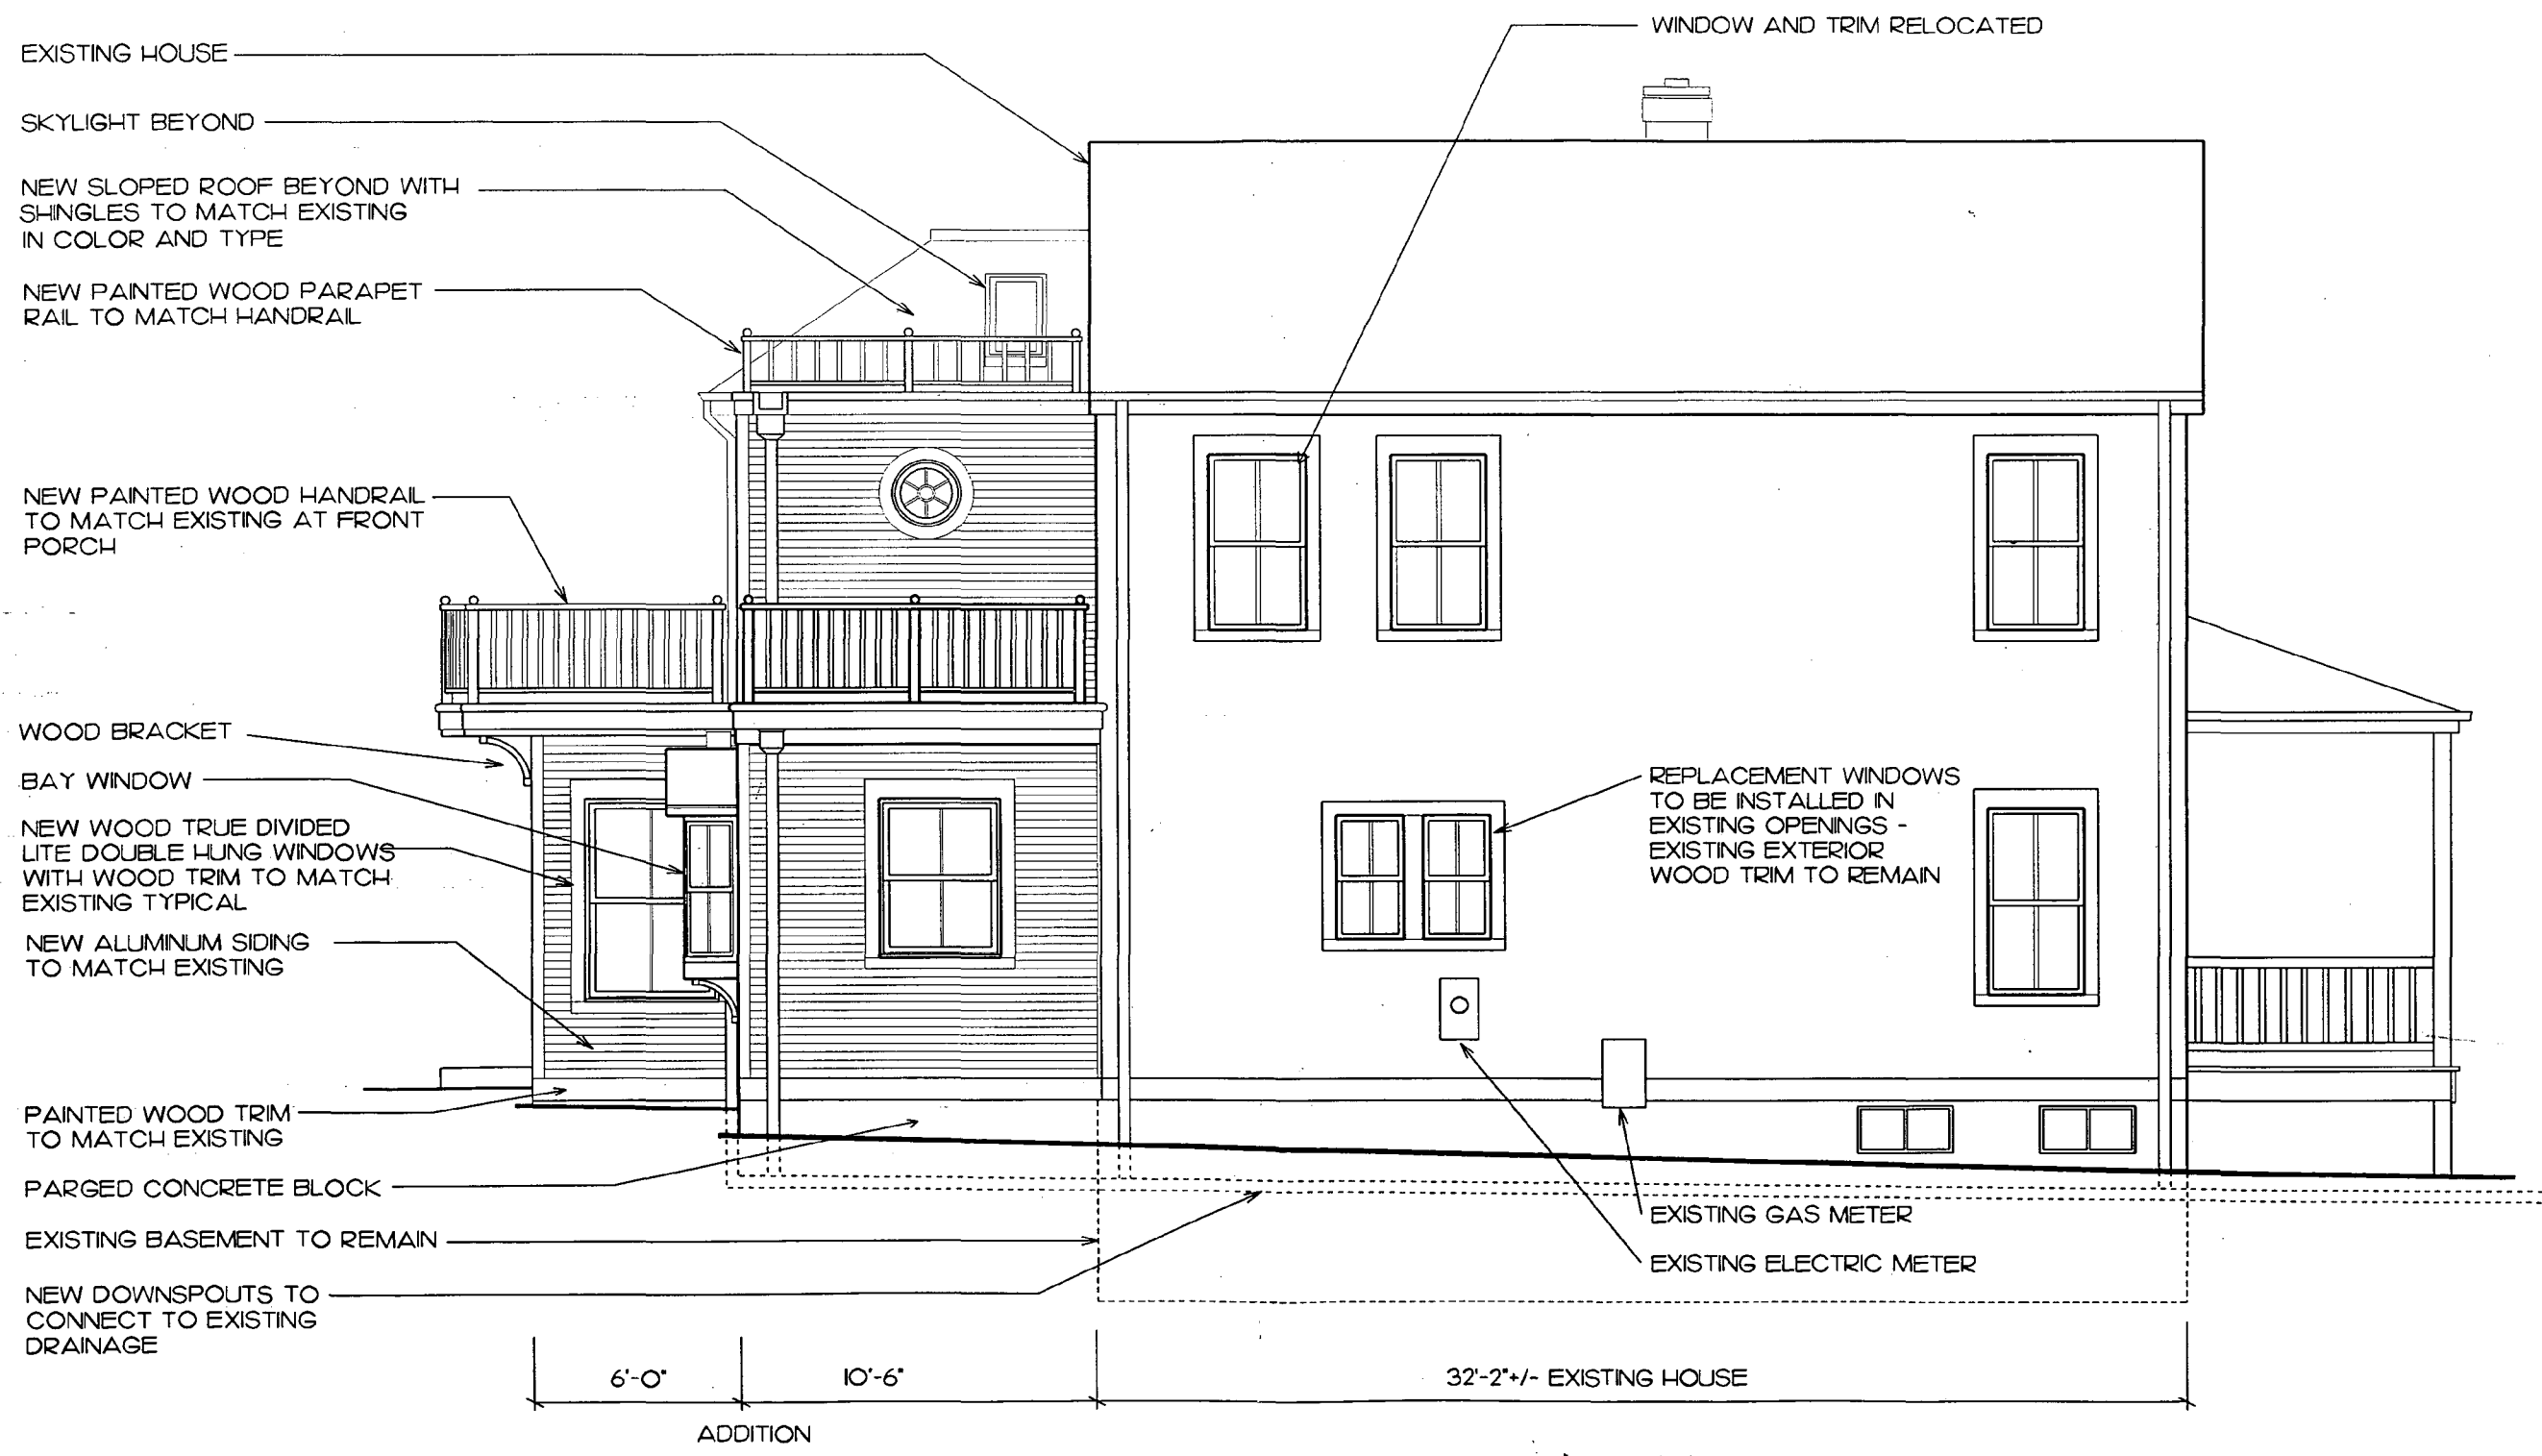 WINDOW AND TRIM RELOCATED
EXISTING HOUSE
SKYLIGHT BEYOND
NEW SLOPED ROOF BEYOND WITH
SHINGLES TO MATCH EXISTING
IN COLOR AND TYPE
NEW PAINTED WOOD PARAPET
RAIL TO MATCH HANDRAIL
NEW PAINTED WOOD HANDRAIL
TO MATCH EXISTING AT FRONT
PORCH
WOOD BRACKET
BAY WINDOW
NEW WOOD TRUE DIVIDED
LITE DOUBLE HUNG WINDOWS
WITH WOOD TRIM TO MATCH
EXISTING TYPICAL
NEW ALUMINUM SIDING
TO MATCH EXISTING
REPLACEMENT WINDOWS
TO BE INSTALLED IN
EXISTING OPENINGS -
EXISTING EXTERIOR
WOOD TRIM TO REMAIN
PAINTED WOOD TRIM
TO MATCH EXISTING
PARGED CONCRETE BLOCK
EXISTING BASEMENT TO REMAIN
NEW DOWNSPOUTS TO
CONNECT TO EXISTING
DRAINAGE
EXISTING GAS METER
EXISTING ELECTRIC METER
6'-0"
10'-6"
32'-2"+/- EXISTING HOUSE
ADDITION